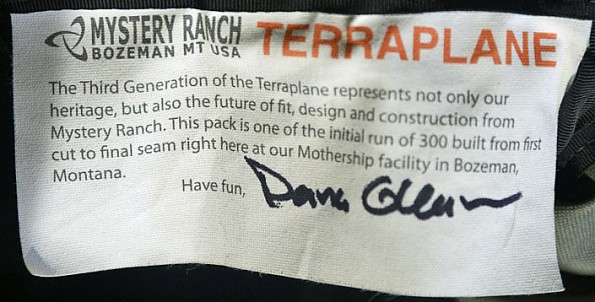 MYSTERY RANCH TERRAPLANE
BOZEMAN MT USA
The Third Generation of the Terraplane represents not only our
heritage, but also the future of fit, design and construction from
Mystery Ranch. This pack is one of the initial run of 300 built from first
cut to final seam right here at our Mothership facility in Bozeman,
Montana.
Have fun, Dana Gleason